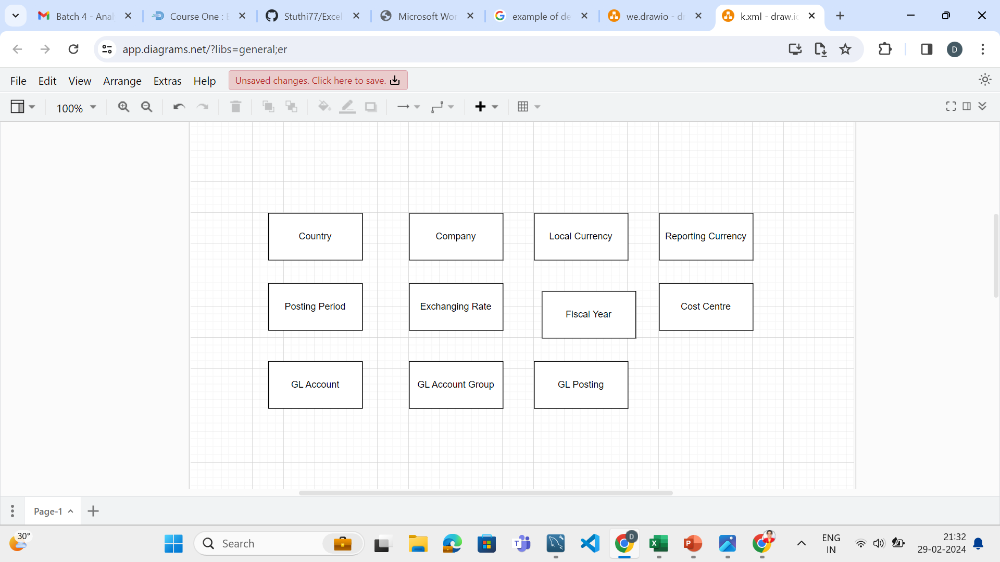 Batch 4 - Anal
Course One : E
Stuthi77/Excel
Microsoft Wor
example of de
we.drawio - dr
k.xml - draw.io
app.diagrams.net/?libs=general;er
D
File Edit View Arrange Extras Help
Unsaved changes. Click here to save.
100%
Country Company Local Currency Reporting Currency
Posting Period Exchanging Rate Fiscal Year Cost Centre
GL Account GL Account Group GL Posting
Page-1
30°
Search
D
ENG
IN
21:32
29-02-2024